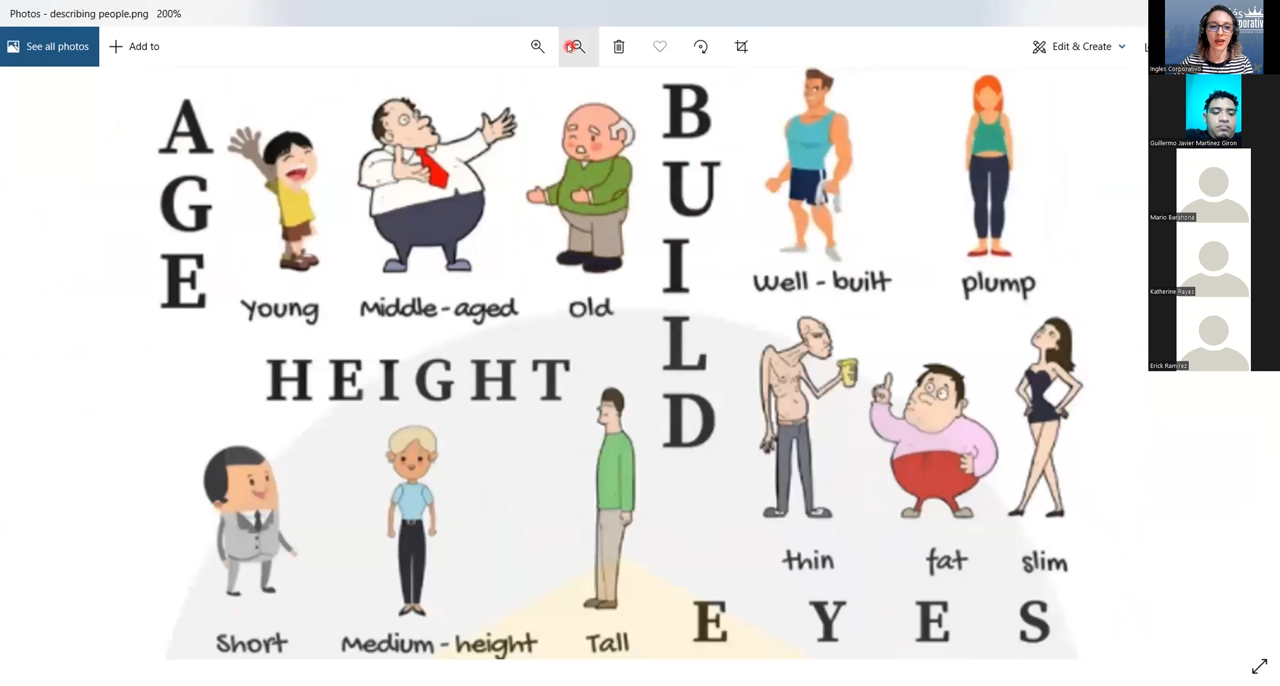 Photos - describing people.png 200%
See all photos
Add to
Edit & Create
AGE
Young
Middle-aged
Old
BUILD
Well - built
plump
HEIGHT
thin
fat
slim
Short
Medium - height
Tall
EYES
Ingles Corporativo
Guillermo Javier Martinez Giron
Mario Barahona
Katherine Reyes
Erick Ramirez